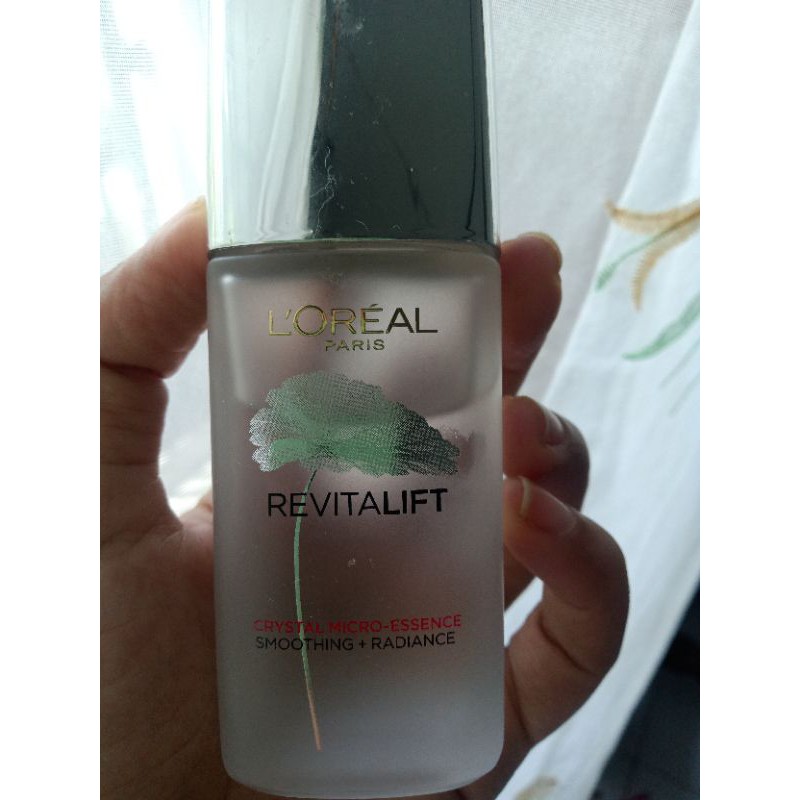 L'ORÉAL
PARIS
REVITALIFT
CRYSTAL MICRO-ESSENCE
SMOOTHING + RADIANCE